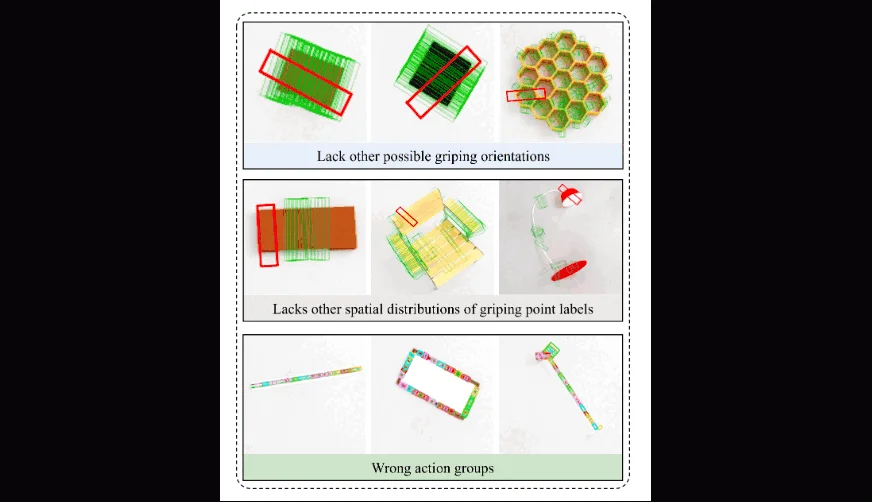 Lack other possible griping orientations
Lacks other spatial distributions of griping point labels
Wrong action groups